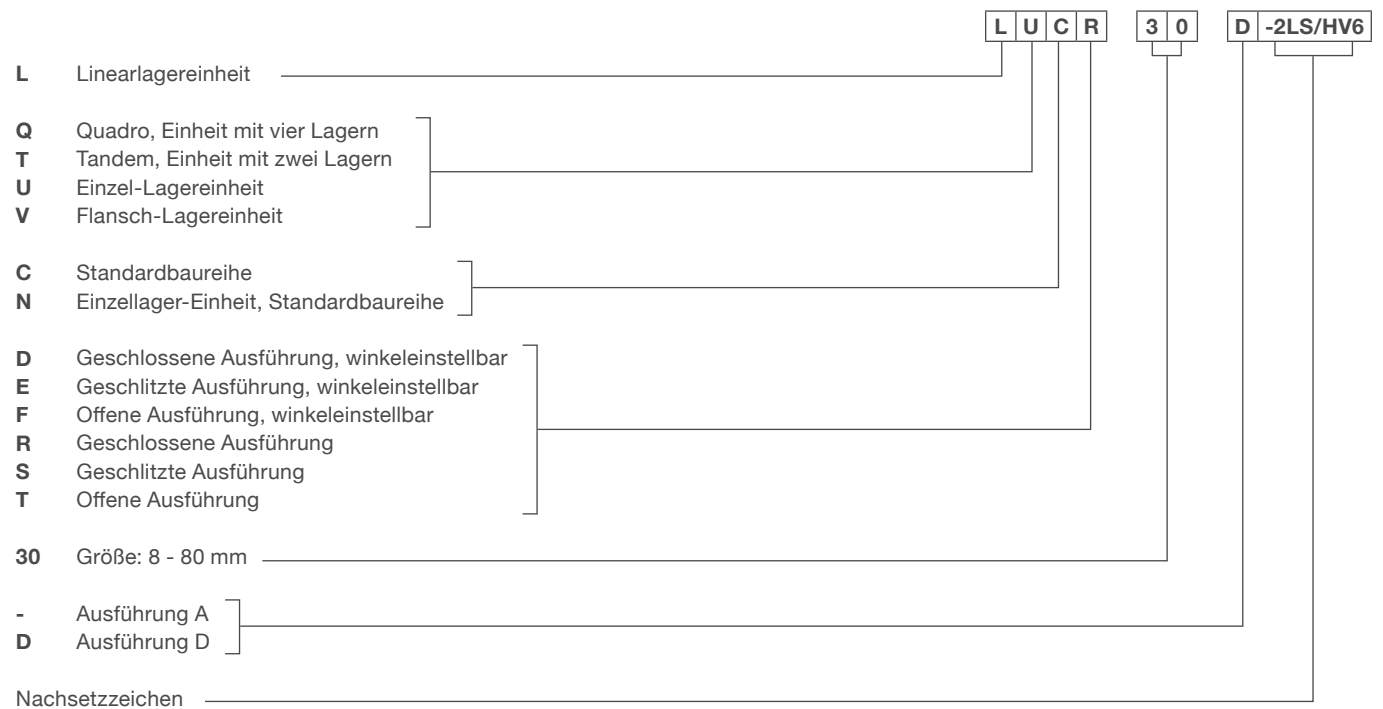 L U C R 3 0 D -2LS/HV6
L Linearlagereinheit
Q Quadro, Einheit mit vier Lagern
T Tandem, Einheit mit zwei Lagern
U Einzel-Lagereinheit
V Flansch-Lagereinheit
C Standardbaureihe
N Einzellager-Einheit, Standardbaureihe
D Geschlossene Ausführung, winkeleinstellbar
E Geschlitzte Ausführung, winkeleinstellbar
F Offene Ausführung, winkeleinstellbar
R Geschlossene Ausführung
S Geschlitzte Ausführung
T Offene Ausführung
30 Größe: 8 - 80 mm
- Ausführung A
D Ausführung D
Nachsetzzeichen